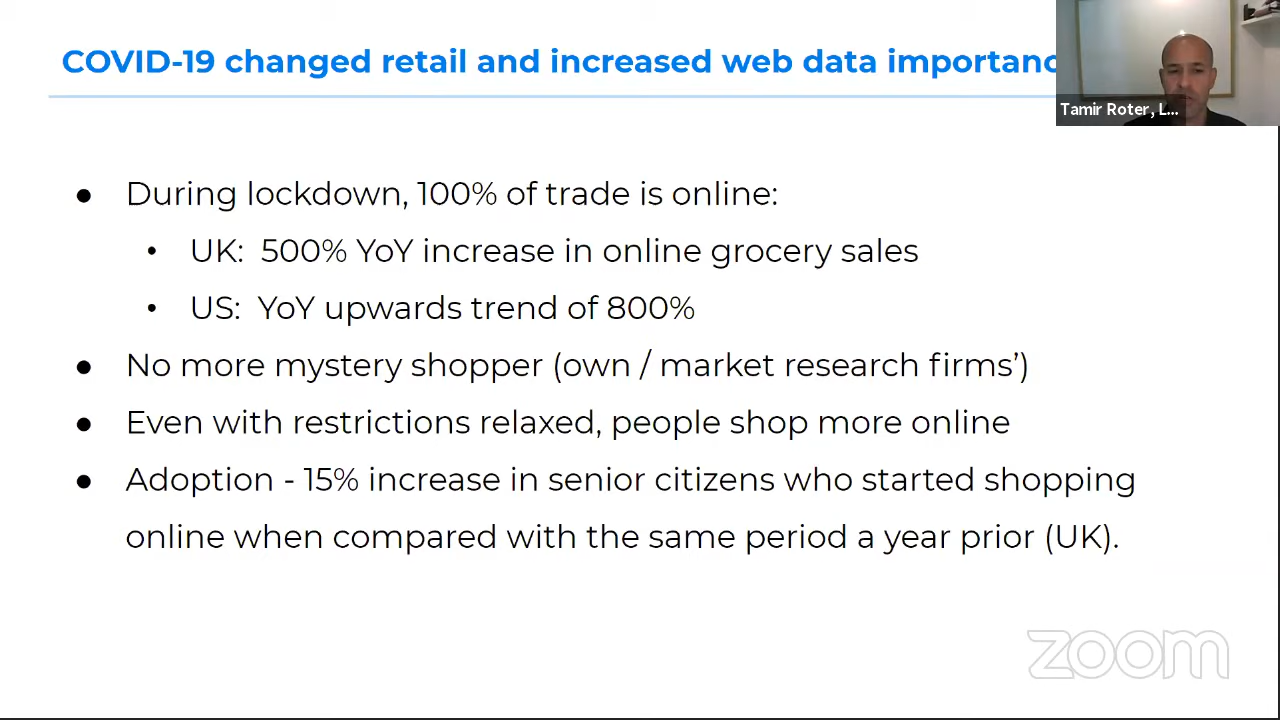 COVID-19 changed retail and increased web data importanc
Tamir Roter, L...
● During lockdown, 100% of trade is online:
• UK: 500% YoY increase in online grocery sales
• US: YoY upwards trend of 800%
● No more mystery shopper (own / market research firms’)
● Even with restrictions relaxed, people shop more online
● Adoption - 15% increase in senior citizens who started shopping
online when compared with the same period a year prior (UK).
zoom